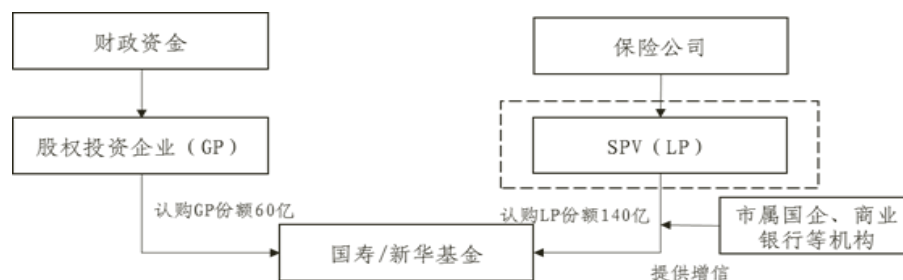 财政资金
保险公司
股权投资企业（GP）
SPV（LP）
认购GP份额60亿
认购LP份额140亿
市属国企、商业
银行等机构
国寿/新华基金
提供增信